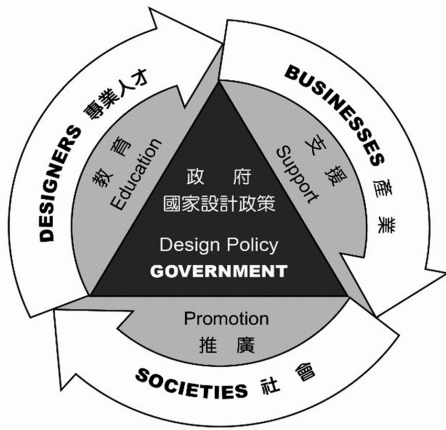 DESIGNERS 專業人才
教育
Education
BUSINESSES 產業
支援
Support
政 府
國家設計政策
Design Policy
GOVERNMENT
Promotion
推 廣
SOCIETIES 社會